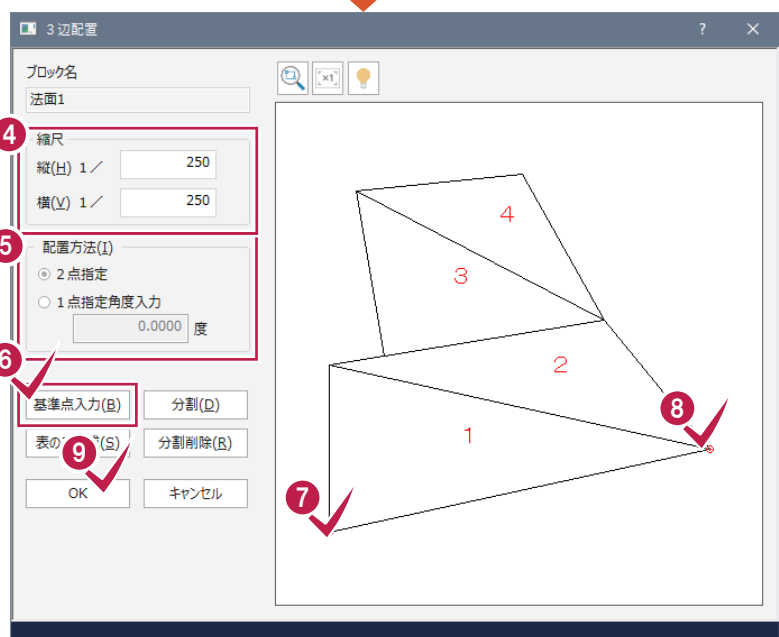 3辺配置 ? ×
ブロック名
法面1
[×1]
4
縮尺
縦(H) 1／ 250
横(V) 1／ 250
5
配置方法(I)
2点指定
1点指定角度入力
0.0000 度
6
基準点入力(B) 分割(D)
表の (S) 分割削除(R)
9
OK キャンセル
4
3
2
1
8
7